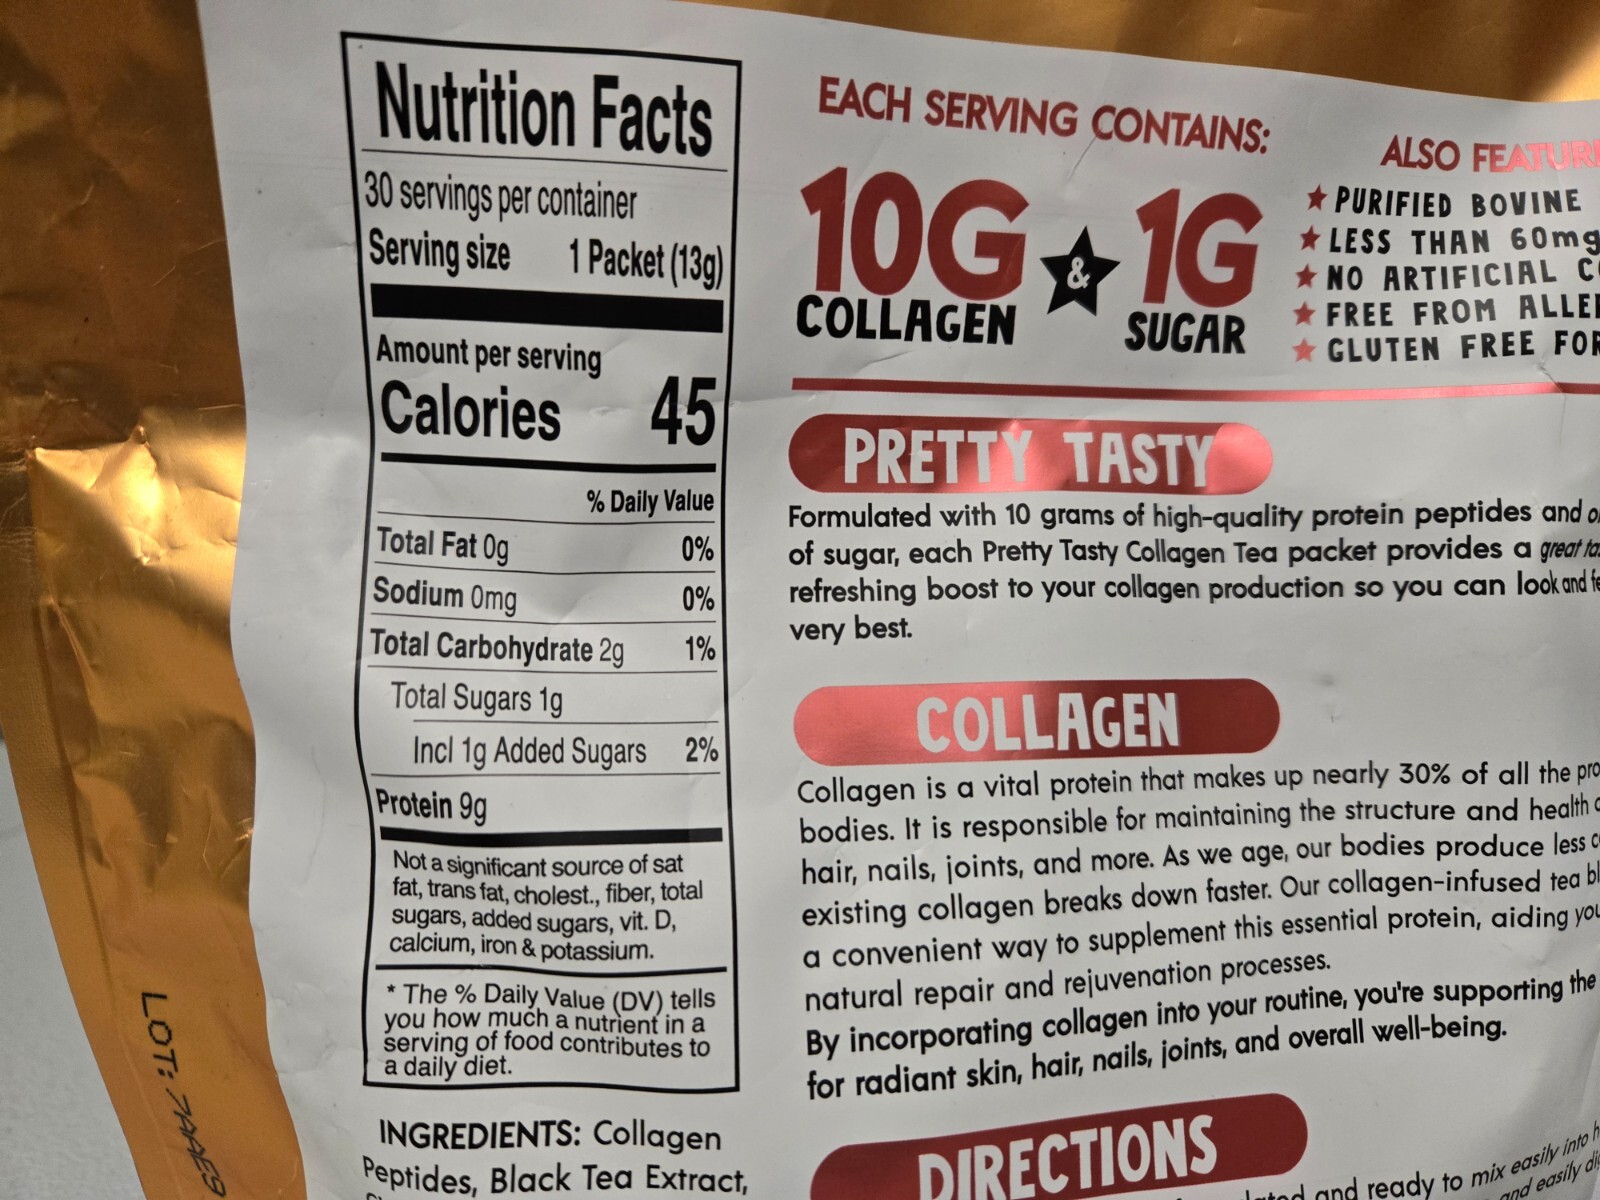 Nutrition Facts
30 servings per container
Serving size 1 Packet (13g)
Amount per serving
Calories 45
% Daily Value
Total Fat 0g 0%
Sodium 0mg 0%
Total Carbohydrate 2g 1%
Total Sugars 1g
Incl 1g Added Sugars 2%
Protein 9g
Not a significant source of sat
fat, trans fat, cholest., fiber, total
sugars, added sugars, vit. D,
calcium, iron & potassium.
* The % Daily Value (DV) tells
you how much a nutrient in a
serving of food contributes to
a daily diet.
INGREDIENTS: Collagen
Peptides, Black Tea Extract,
EACH SERVING CONTAINS:
10G & 1G
COLLAGEN SUGAR
ALSO
★ PURIFIED BOVINE
★ LESS THAN 60mg
★ NO ARTIFICIAL
★ FREE FROM
★ GLUTEN FREE
PRETTY TASTY
Formulated with 10 grams of high-quality protein peptides and
of sugar, each Pretty Tasty Collagen Tea packet provides a great
refreshing boost to your collagen production so you can look and
very best.
COLLAGEN
Collagen is a vital protein that makes up nearly 30% of all the
bodies. It is responsible for maintaining the structure and health
hair, nails, joints, and more. As we age, our bodies produce less
existing collagen breaks down faster. Our collagen-infused tea
a convenient way to supplement this essential protein, aiding
natural repair and rejuvenation processes.
By incorporating collagen into your routine, you're supporting the
for radiant skin, hair, nails, joints, and overall well-being.
DIRECTIONS
and ready to mix easily into
and easily
LOT: